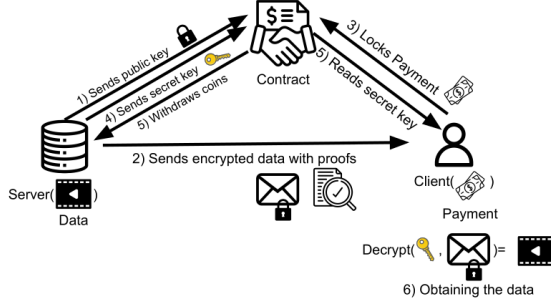 $
3) Locks Payment
1) Sends public key
4) Sends secret key
5) Withdraws coins
Contract
5) Reads secret key
2) Sends encrypted data with proofs
Server( )
Data
Client( )
Payment
Decrypt( , )=
6) Obtaining the data